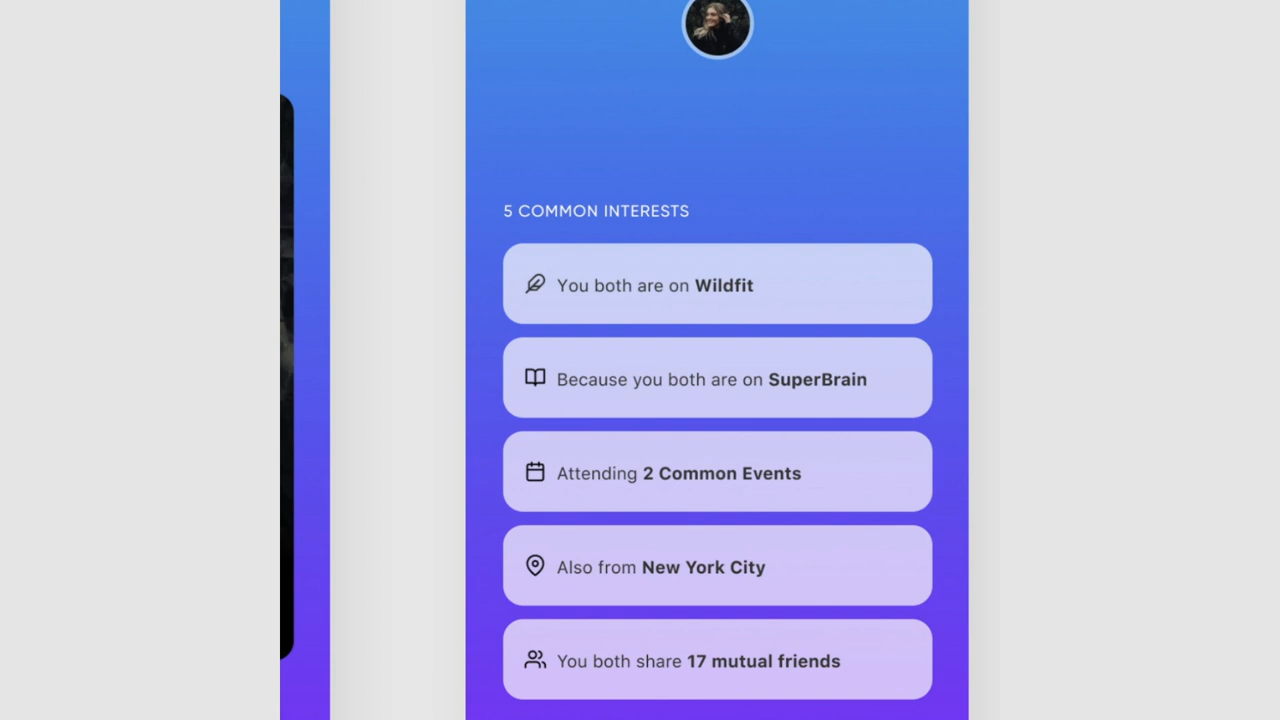 5 COMMON INTERESTS
You both are on Wildfit
Because you both are on SuperBrain
Attending 2 Common Events
Also from New York City
You both share 17 mutual friends